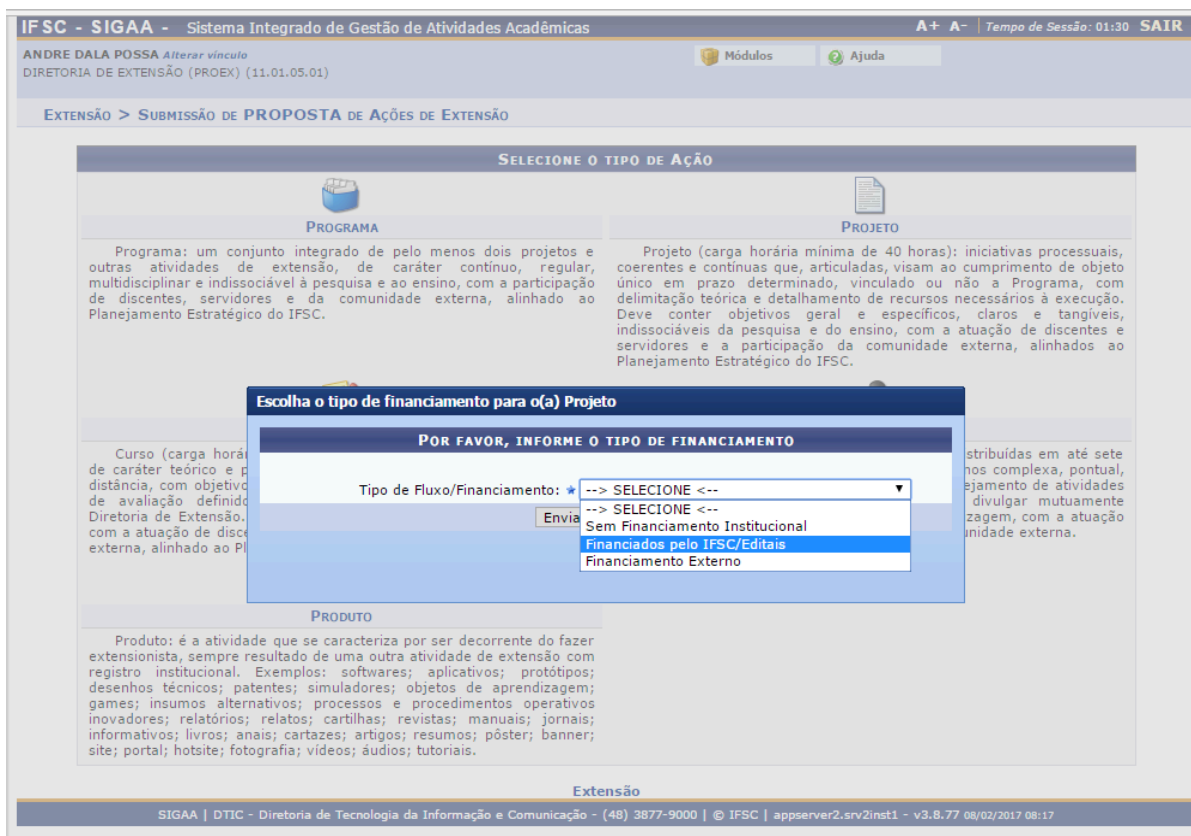 IFSC - SIGAA - Sistema Integrado de Gestão de Atividades Acadêmicas
A+ A- | Tempo de Sessão: 01:30 SAIR
ANDRE DALA POSSA Alterar vínculo
Módulos
Ajuda
DIRETORIA DE EXTENSÃO (PROEX) (11.01.05.01)
EXTENSÃO > SUBMISSÃO DE PROPOSTA DE AÇÕES DE EXTENSÃO
SELECIONE O TIPO DE AÇÃO
PROGRAMA
Programa: um conjunto integrado de pelo menos dois projetos e
outras atividades de extensão, de caráter contínuo, regular,
multidisciplinar e indissociável à pesquisa e ao ensino, com a participação
de discentes, servidores e da comunidade externa, alinhado ao
Planejamento Estratégico do IFSC.
PROJETO
Projeto (carga horária mínima de 40 horas): iniciativas processuais,
coerentes e contínuas que, articuladas, visam ao cumprimento de objeto
único em prazo determinado, vinculado ou não a Programa, com
delimitação teórica e detalhamento de recursos necessários à execução.
Deve conter objetivos geral e específicos, claros e tangíveis,
indissociáveis da pesquisa e do ensino, com a atuação de discentes e
servidores e a participação da comunidade externa, alinhados ao
Planejamento Estratégico do IFSC.
Escolha o tipo de financiamento para o(a) Projeto
POR FAVOR, INFORME O TIPO DE FINANCIAMENTO
Tipo de Fluxo/Financiamento: --> SELECIONE <--
--> SELECIONE <--
Envia
Sem Financiamento Institucional
Financiados pelo IFSC/Editais
Financiamento Externo
Curso (carga horá
de caráter teórico e p
distância, com objetivo
de avaliação definido
Diretoria de Extensão.
com a atuação de disce
externa, alinhado ao Pl
stribuídas em até sete
nos complexa, pontual,
ejamento de atividades
divulgar mutuamente
zagem, com a atuação
unidade externa.
PRODUTO
Produto: é a atividade que se caracteriza por ser decorrente do fazer
extensionista, sempre resultado de uma outra atividade de extensão com
registro institucional. Exemplos: softwares; aplicativos; protótipos;
desenhos técnicos; patentes; simuladores; objetos de aprendizagem;
games; insumos alternativos; processos e procedimentos operativos
inovadores; relatórios; relatos; cartilhas; revistas; manuais; jornais;
informativos; livros; anais; cartazes; artigos; resumos; pôster; banner;
site; portal; hotsite; fotografia; vídeos; áudios; tutoriais.
Extensão
SIGAA | DTIC - Diretoria de Tecnologia da Informação e Comunicação - (48) 3877-9000 | © IFSC | appserver2.srv2inst1 - v3.8.77 08/02/2017 08:17